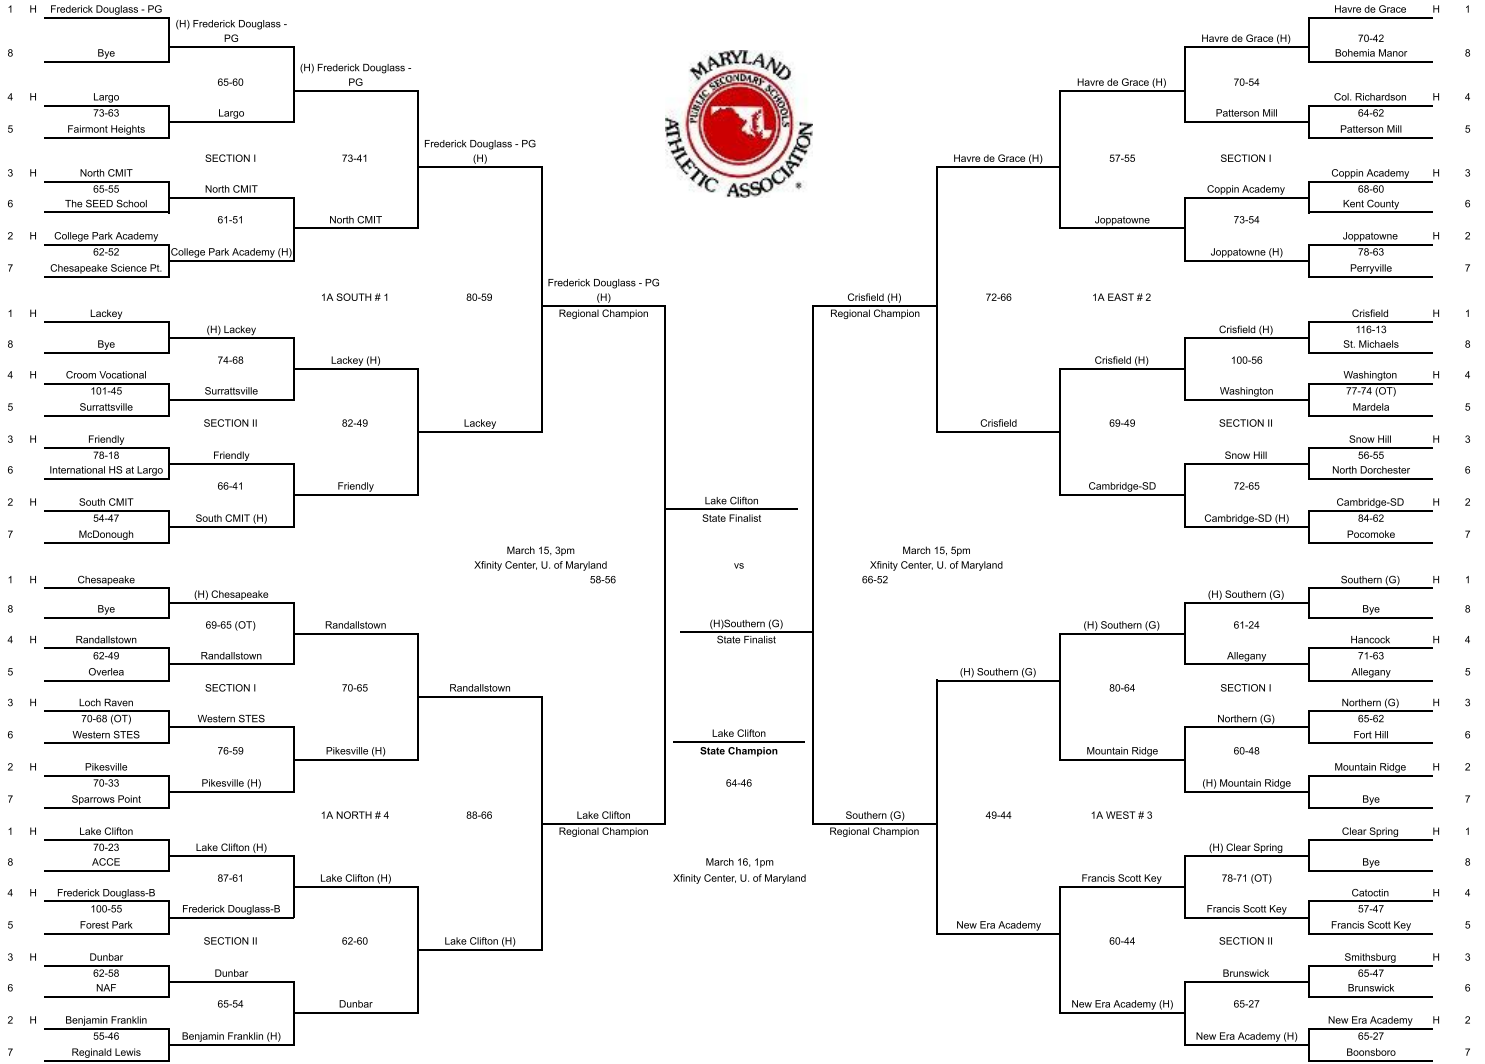 1 H Frederick Douglass - PG
8 Bye
(H) Frederick Douglass -
PG
65-60
4 H Largo
73-63
5 Fairmont Heights
Largo
(H) Frederick Douglass -
PG
SECTION I
73-41
3 H North CMIT
65-55
6 The SEED School
North CMIT
61-51
2 H College Park Academy
62-52
7 Chesapeake Science Pt.
College Park Academy (H)
North CMIT
Frederick Douglass - PG
(H)
1A SOUTH # 1
80-59
Frederick Douglass - PG
(H)
Regional Champion
1 H Lackey
8 Bye
(H) Lackey
74-68
4 H Croom Vocational
101-45
5 Surrattsville
Surrattsville
Lackey (H)
SECTION II
82-49
3 H Friendly
78-18
6 International HS at Largo
Friendly
66-41
2 H South CMIT
54-47
7 McDonough
South CMIT (H)
Friendly
Lackey
March 15, 3pm
Xfinity Center, U. of Maryland
58-56
1 H Chesapeake
8 Bye
(H) Chesapeake
69-65 (OT)
4 H Randallstown
62-49
5 Overlea
Randallstown
Randallstown
SECTION I
70-65
3 H Loch Raven
70-68 (OT)
6 Western STES
Western STES
76-59
2 H Pikesville
70-33
7 Sparrows Point
Pikesville (H)
Pikesville (H)
Randallstown
1A NORTH # 4
88-66
Lake Clifton
Regional Champion
1 H Lake Clifton
70-23
8 ACCE
Lake Clifton (H)
87-61
4 H Frederick Douglass-B
100-55
5 Forest Park
Frederick Douglass-B
Lake Clifton (H)
SECTION II
62-60
3 H Dunbar
62-58
6 NAF
Dunbar
65-54
2 H Benjamin Franklin
55-46
7 Reginald Lewis
Benjamin Franklin (H)
Dunbar
Lake Clifton (H)
MARYLAND
PUBLIC SECONDARY SCHOOLS
ATHLETIC ASSOCIATION
®
Lake Clifton
State Finalist
vs
(H)Southern (G)
State Finalist
Lake Clifton
State Champion
64-46
March 16, 1pm
Xfinity Center, U. of Maryland
Havre de Grace H 1
70-42
Bohemia Manor 8
Havre de Grace (H)
70-54
Col. Richardson H 4
64-62
Patterson Mill 5
Patterson Mill
Havre de Grace (H)
57-55
SECTION I
Coppin Academy H 3
68-60
Kent County 6
Coppin Academy
73-54
Joppatowne H 2
78-63
Perryville 7
Joppatowne (H)
Joppatowne
Havre de Grace (H)
Crisfield (H)
Regional Champion
72-66
1A EAST # 2
Crisfield H 1
116-13
St. Michaels 8
Crisfield (H)
100-56
Washington H 4
77-74 (OT)
Mardela 5
Washington
Crisfield (H)
69-49
SECTION II
Snow Hill H 3
56-55
North Dorchester 6
Snow Hill
72-65
Cambridge-SD H 2
84-62
Pocomoke 7
Cambridge-SD (H)
Cambridge-SD
Crisfield
March 15, 5pm
Xfinity Center, U. of Maryland
66-52
Southern (G) H 1
Bye 8
(H) Southern (G)
61-24
Hancock H 4
71-63
Allegany 5
Allegany
(H) Southern (G)
80-64
SECTION I
Northern (G) H 3
65-62
Fort Hill 6
Northern (G)
60-48
Mountain Ridge H 2
Bye 7
(H) Mountain Ridge
Mountain Ridge
(H) Southern (G)
Southern (G)
Regional Champion
49-44
1A WEST # 3
Clear Spring H 1
Bye 8
(H) Clear Spring
78-71 (OT)
Catoctin H 4
57-47
Francis Scott Key 5
Francis Scott Key
Francis Scott Key
60-44
SECTION II
Smithsburg H 3
65-47
Brunswick 6
Brunswick
65-27
New Era Academy H 2
65-27
Boonsboro 7
New Era Academy (H)
New Era Academy (H)
New Era Academy